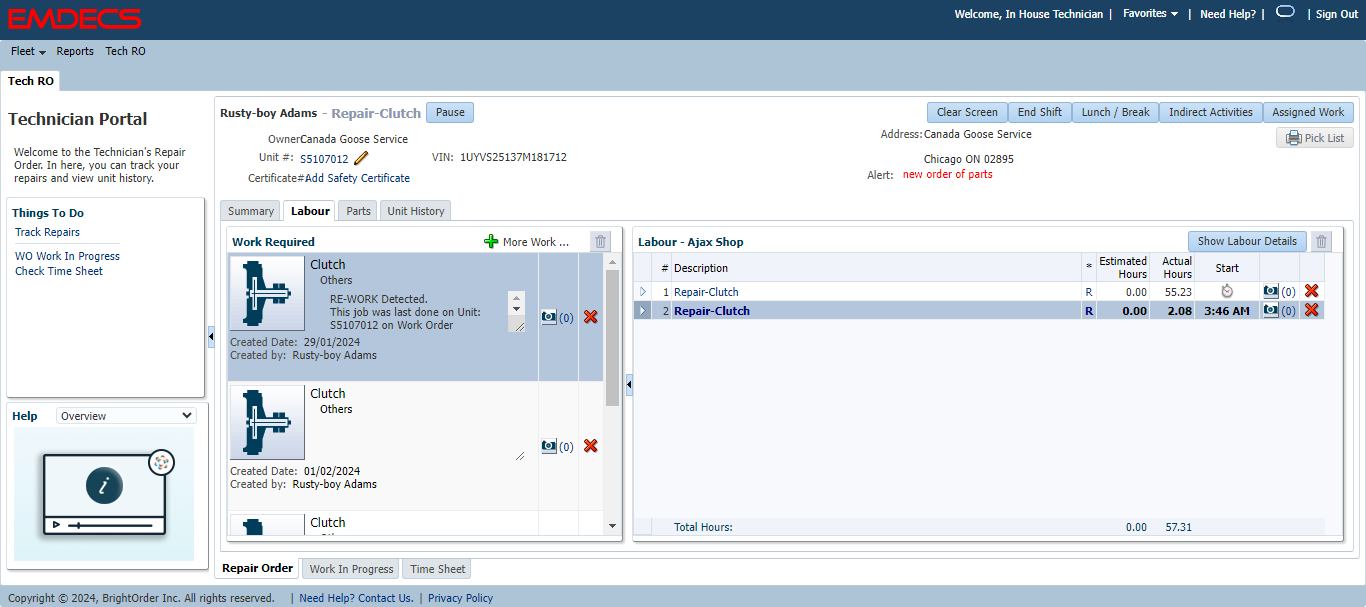 EMDECS
Welcome, In House Technician | Favorites | Need Help? | | Sign Out
Fleet Reports Tech RO
Tech RO
Technician Portal
Welcome to the Technician's Repair
Order. In here, you can track your
repairs and view unit history.
Things To Do
Track Repairs
WO Work In Progress
Check Time Sheet
Help Overview
i
Rusty-boy Adams - Repair-Clutch Pause
Clear Screen End Shift Lunch / Break Indirect Activities Assigned Work
OwnerCanada Goose Service
Address: Canada Goose Service
Pick List
Unit #: S5107012 VIN: 1UYVS25137M181712
Chicago ON 02895
Certificate#Add Safety Certificate
Alert: new order of parts
Summary Labour Parts Unit History
Work Required More Work ...
Clutch
Others
RE-WORK Detected.
This job was last done on Unit:
S5107012 on Work Order
(0)
Created Date: 29/01/2024
Created by: Rusty-boy Adams
Clutch
Others
(0)
Created Date: 01/02/2024
Created by: Rusty-boy Adams
Clutch
Labour - Ajax Shop Show Labour Details
# Description * Estimated Hours Actual Hours Start
1 Repair-Clutch R 0.00 55.23 (0)
2 Repair-Clutch R 0.00 2.08 3:46 AM (0)
Total Hours: 0.00 57.31
Repair Order Work In Progress Time Sheet
Copyright © 2024, BrightOrder Inc. All rights reserved. | Need Help? Contact Us. | Privacy Policy